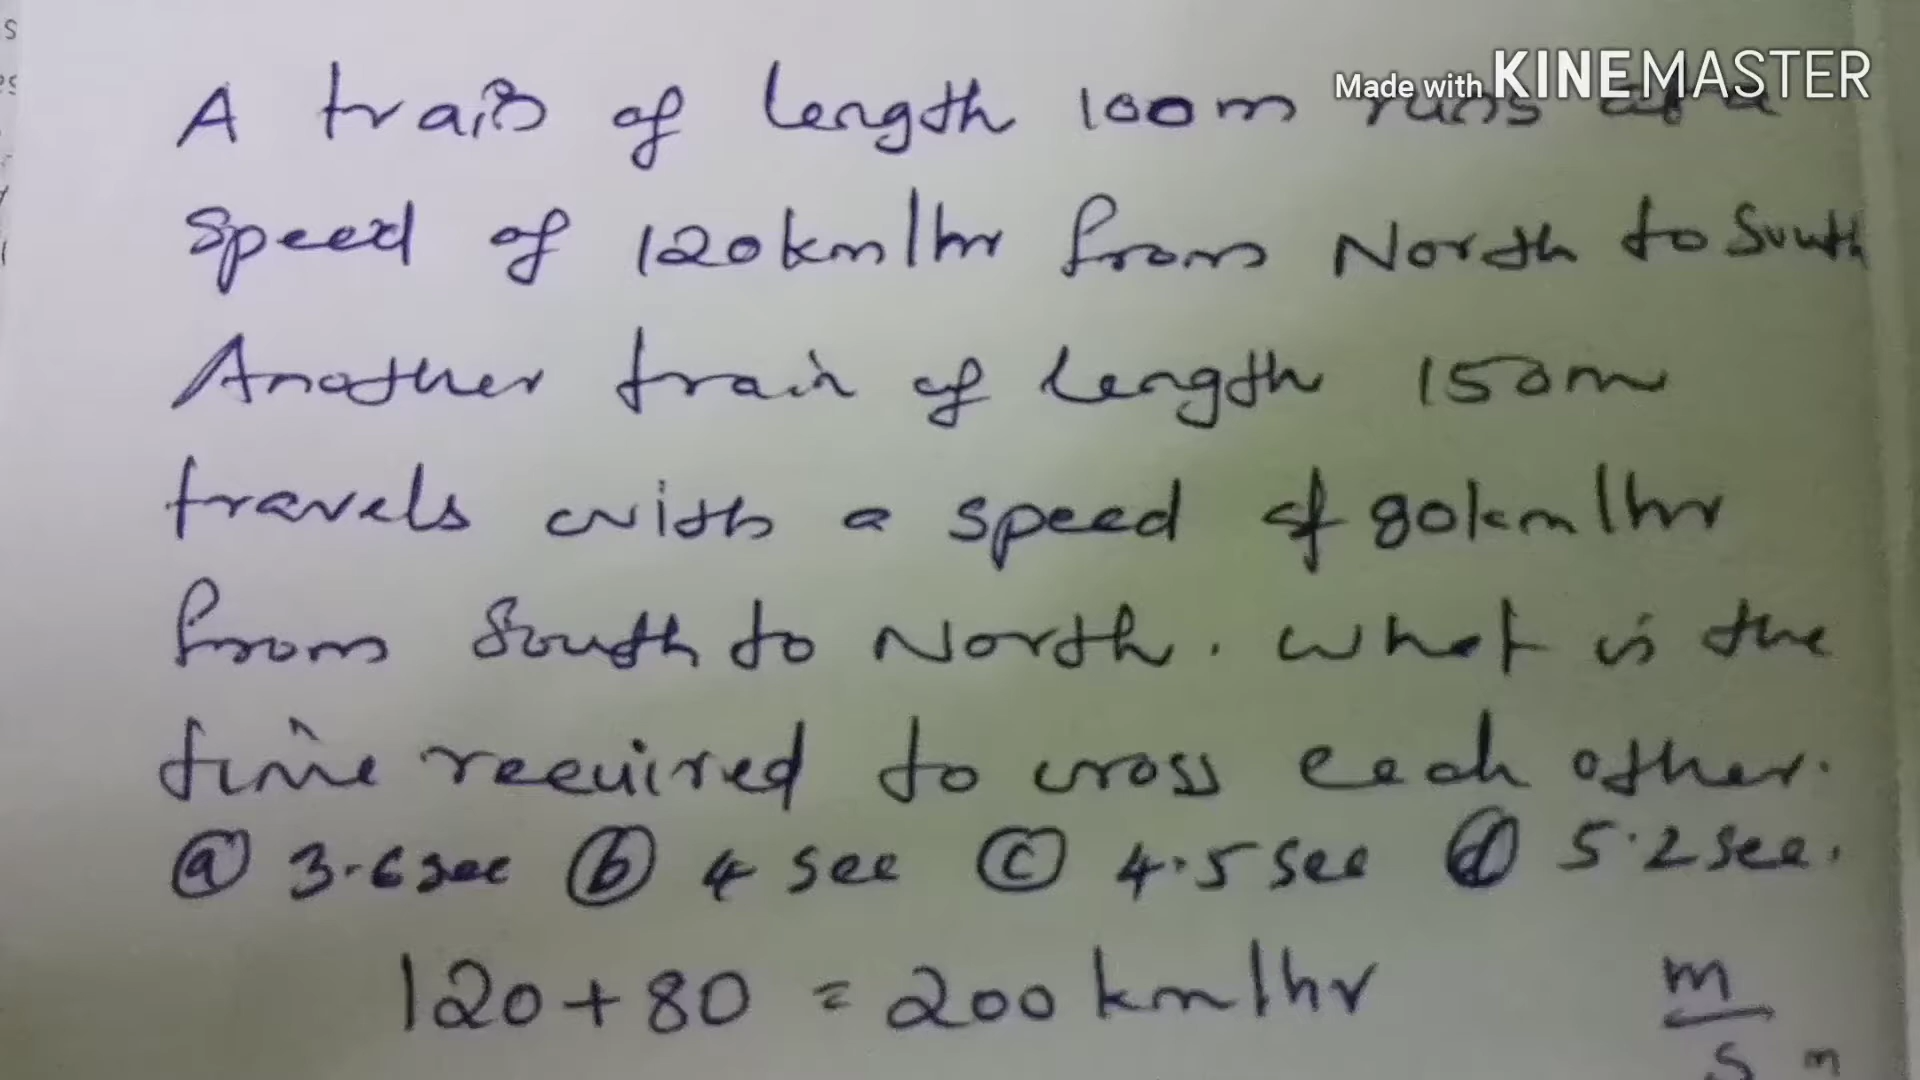 Made with KINEMASTER
A train of length 100m runs at a
speed of 120km/hr from North to South
Another train of length 150m
travels with a speed of 80km/hr
from South to North. What is the
time required to cross each other.
(a) 3.6 sec (b) 4 sec (c) 4.5 sec (d) 5.2 sec.
120 + 80 = 200 km/hr
m
s m